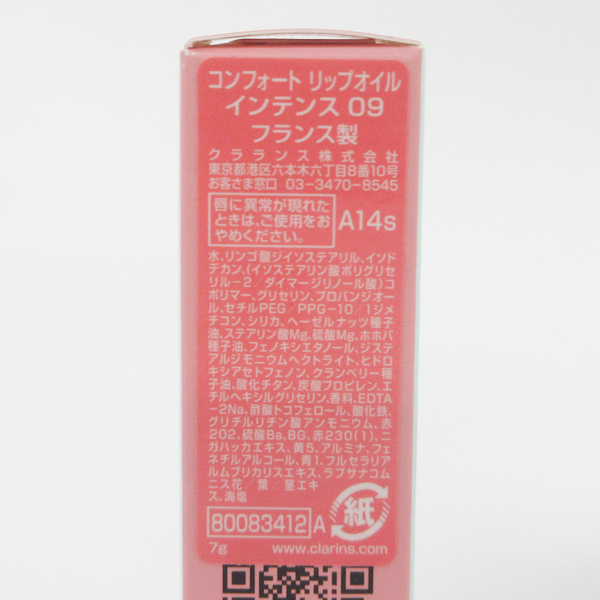 コンフォート リップオイル
インテンス 09
フランス製
クラランス株式会社
東京都港区六本木六丁目8番10号
お客さま窓口 03-3470-8545
唇に異常が現れた
ときは、ご使用をお
やめください。
A14s
水、リンゴ酸ジイソステアリル、イソド
デカン、(イソステアリン酸ポリグリセ
リル-2／ダイマージリノール酸)コ
ポリマー、グリセリン、プロパンジオー
ル、セチルPEG／PPG-10／1ジメ
チコン、シリカ、ヘーゼルナッツ種子
油、ステアリン酸Mg、硫酸Mg、ホホバ
種子油、フェノキシエタノール、ジステ
アルジモニウムヘクトライト、ヒドロ
キシアセトフェノン、クランベリー種
子油、酸化チタン、炭酸プロピレン、エ
チルヘキシルグリセリン、香料、EDTA
-2Na、酢酸トコフェロール、酸化鉄、
グリチルリチン酸アンモニウム、赤
202、硫酸Ba、BG、赤230(1)、ニ
ガハッカエキス、黄5、アルミナ、フェ
ネチルアルコール、青1、フルセラリア
ルムブリカリスエキス、ラプサナコム
ニス花／葉／茎エキ
ス、海塩
紙
80083412 A
7g
www.clarins.com